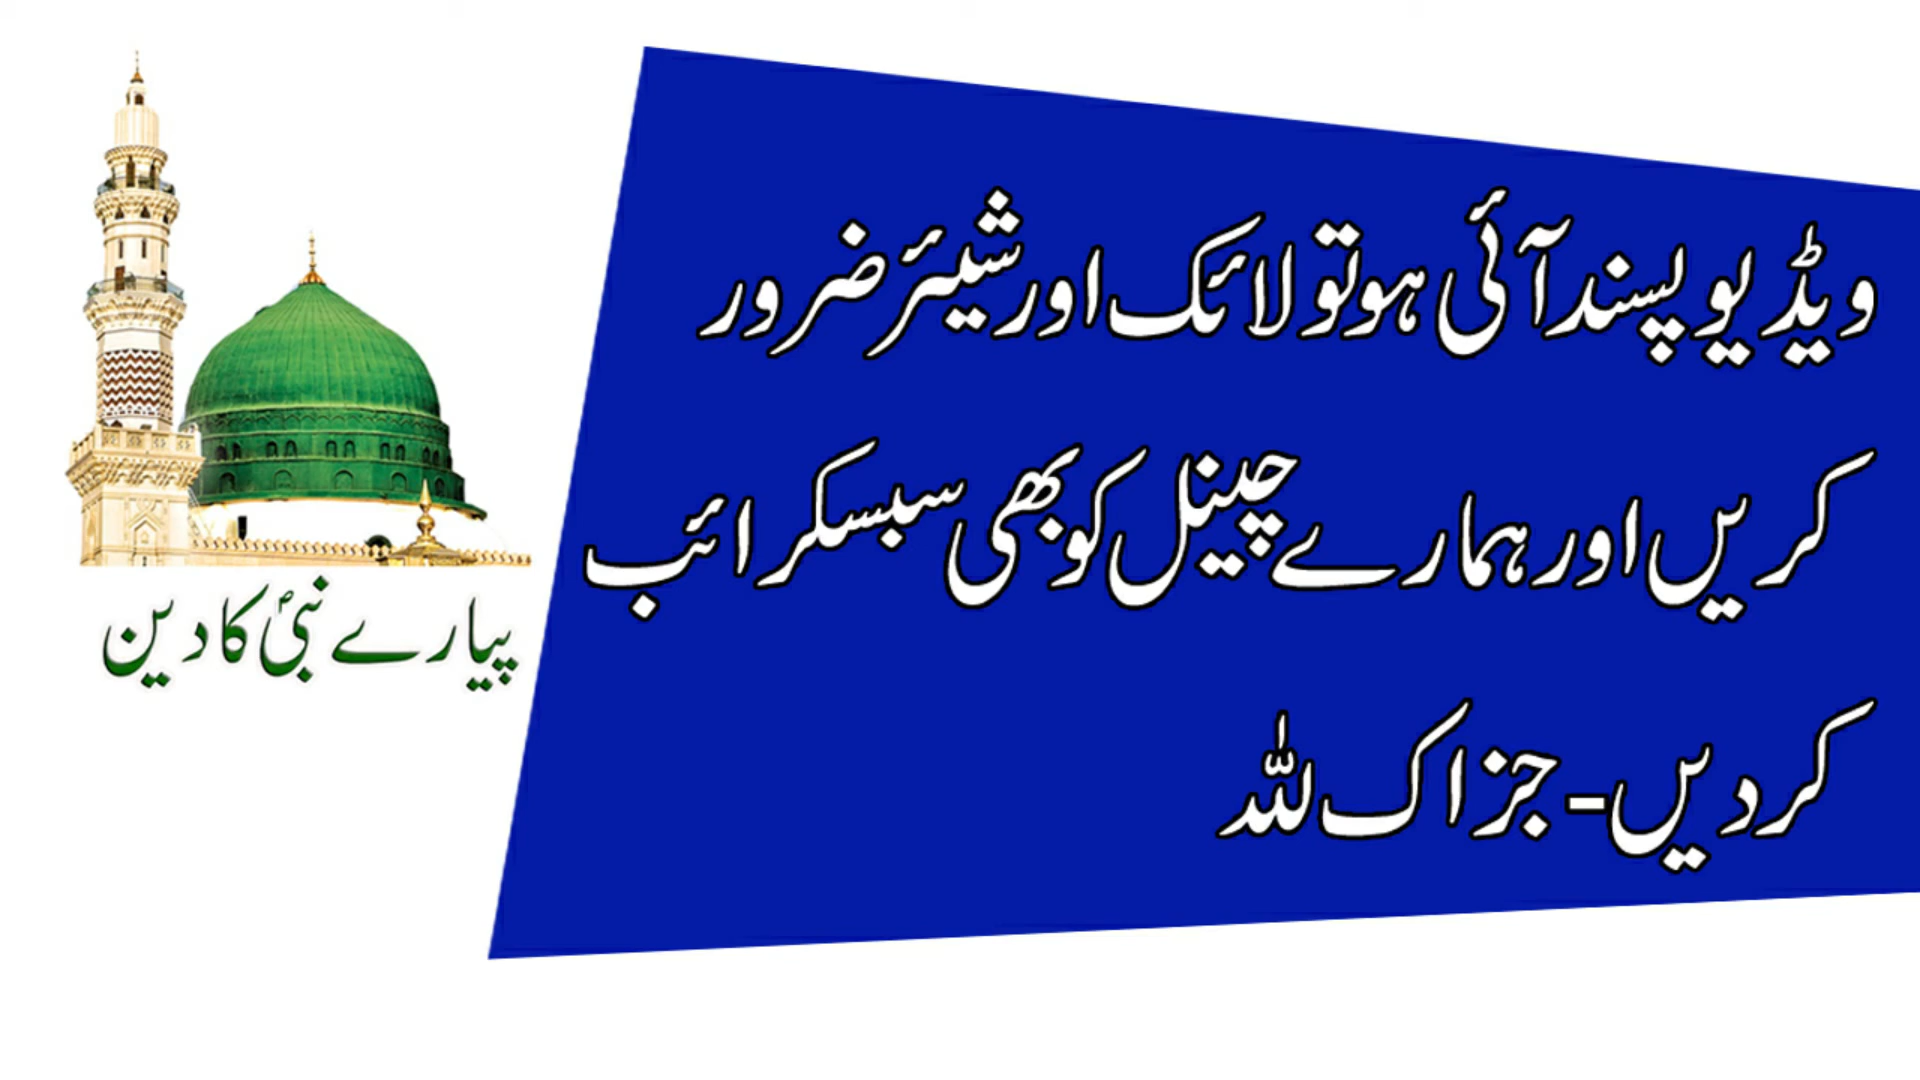 ویڈیو پسند آئی ہو تو لائک اور شیئر ضرور
کریں اور ہمارے چینل کو بھی سبسکرائب
کر دیں - جزاک للہ
پیارے نبیؐ کا دین